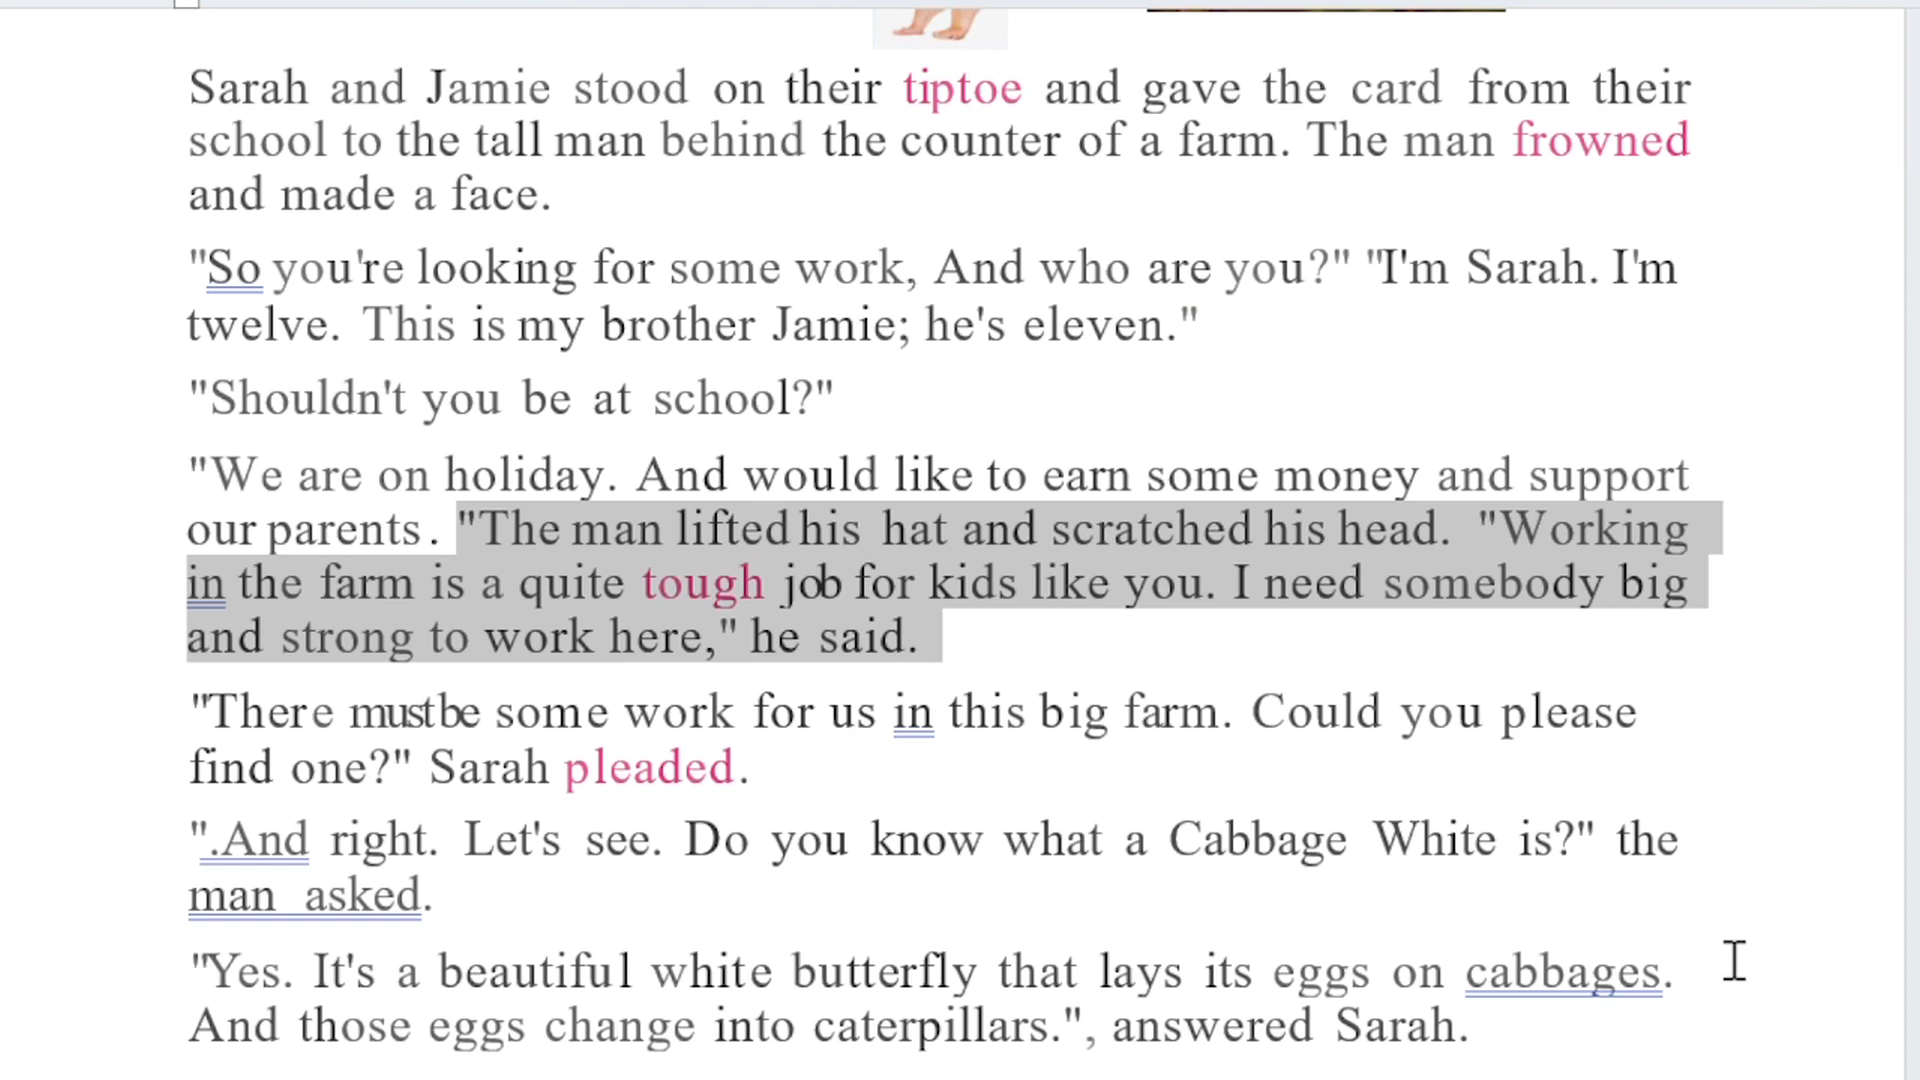 Sarah and Jamie stood on their tiptoe and gave the card from their
school to the tall man behind the counter of a farm. The man frowned
and made a face.
"So you're looking for some work, And who are you?" "I'm Sarah. I'm
twelve. This is my brother Jamie; he's eleven."
"Shouldn't you be at school?"
"We are on holiday. And would like to earn some money and support
our parents. "The man lifted his hat and scratched his head. "Working
in the farm is a quite tough job for kids like you. I need somebody big
and strong to work here," he said.
"There must be some work for us in this big farm. Could you please
find one?" Sarah pleaded.
".And right. Let's see. Do you know what a Cabbage White is?" the
man asked.
"Yes. It's a beautiful white butterfly that lays its eggs on cabbages.
And those eggs change into caterpillars.", answered Sarah.